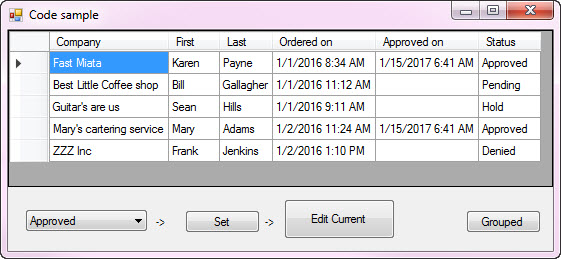 Code sample
Company First Last Ordered on Approved on Status
Fast Miata Karen Payne 1/1/2016 8:34 AM 1/15/2017 6:41 AM Approved
Best Little Coffee shop Bill Gallagher 1/1/2016 11:12 AM Pending
Guitar's are us Sean Hills 1/1/2016 9:11 AM Hold
Mary's cartering service Mary Adams 1/2/2016 11:24 AM 1/15/2017 6:41 AM Approved
ZZZ Inc Frank Jenkins 1/2/2016 1:10 PM Denied
Approved -> Set -> Edit Current Grouped